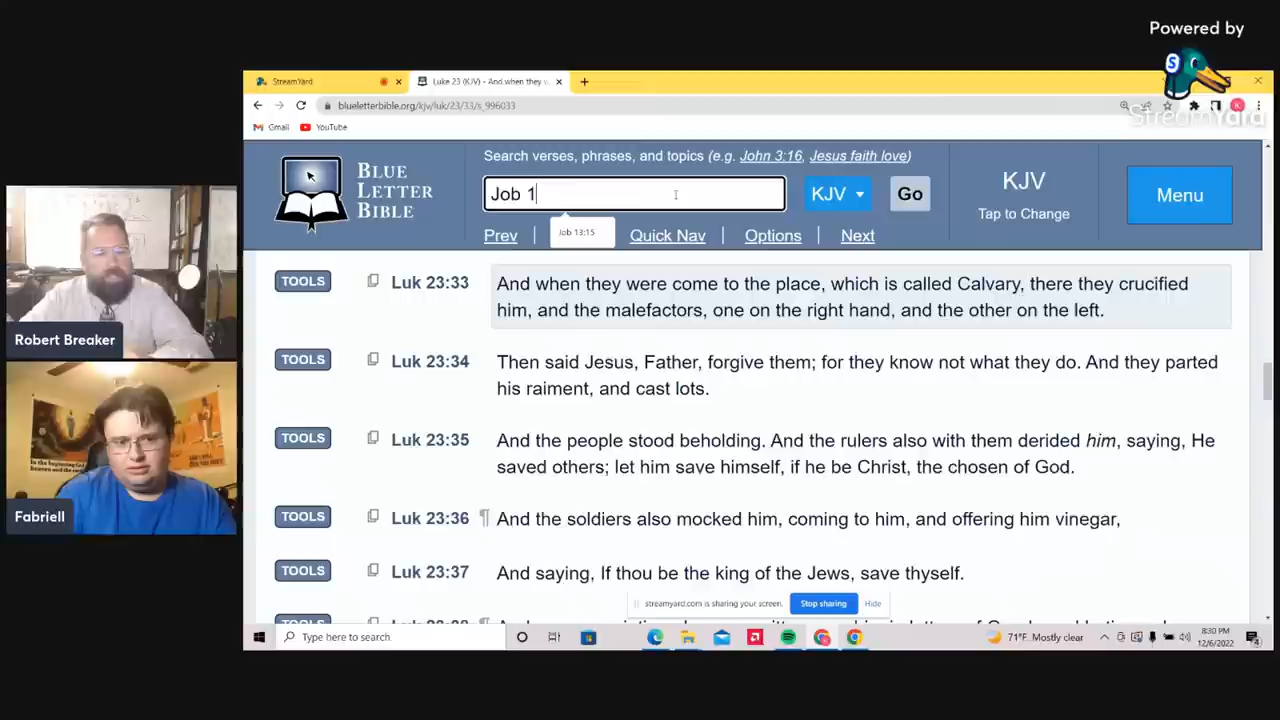 Powered by
StreamYard
StreamYard
Luke 23 (KJV) - And when they w
blueletterbible.org/kjv/luk/23/33/s_996033
Gmail
YouTube
BLUE
LETTER
BIBLE
Search verses, phrases, and topics (e.g. John 3:16, Jesus faith love)
Job 1
KJV
Go
Job 13:15
Prev | Quick Nav | Options | Next
KJV
Tap to Change
Menu
TOOLS Luk 23:33 And when they were come to the place, which is called Calvary, there they crucified
him, and the malefactors, one on the right hand, and the other on the left.
TOOLS Luk 23:34 Then said Jesus, Father, forgive them; for they know not what they do. And they parted
his raiment, and cast lots.
TOOLS Luk 23:35 And the people stood beholding. And the rulers also with them derided him, saying, He
saved others; let him save himself, if he be Christ, the chosen of God.
TOOLS Luk 23:36 ¶ And the soldiers also mocked him, coming to him, and offering him vinegar,
TOOLS Luk 23:37 And saying, If thou be the king of the Jews, save thyself.
streamyard.com is sharing your screen.
Stop sharing
Hide
Type here to search
71°F Mostly clear
8:30 PM
12/6/2022
Robert Breaker
Fabriell